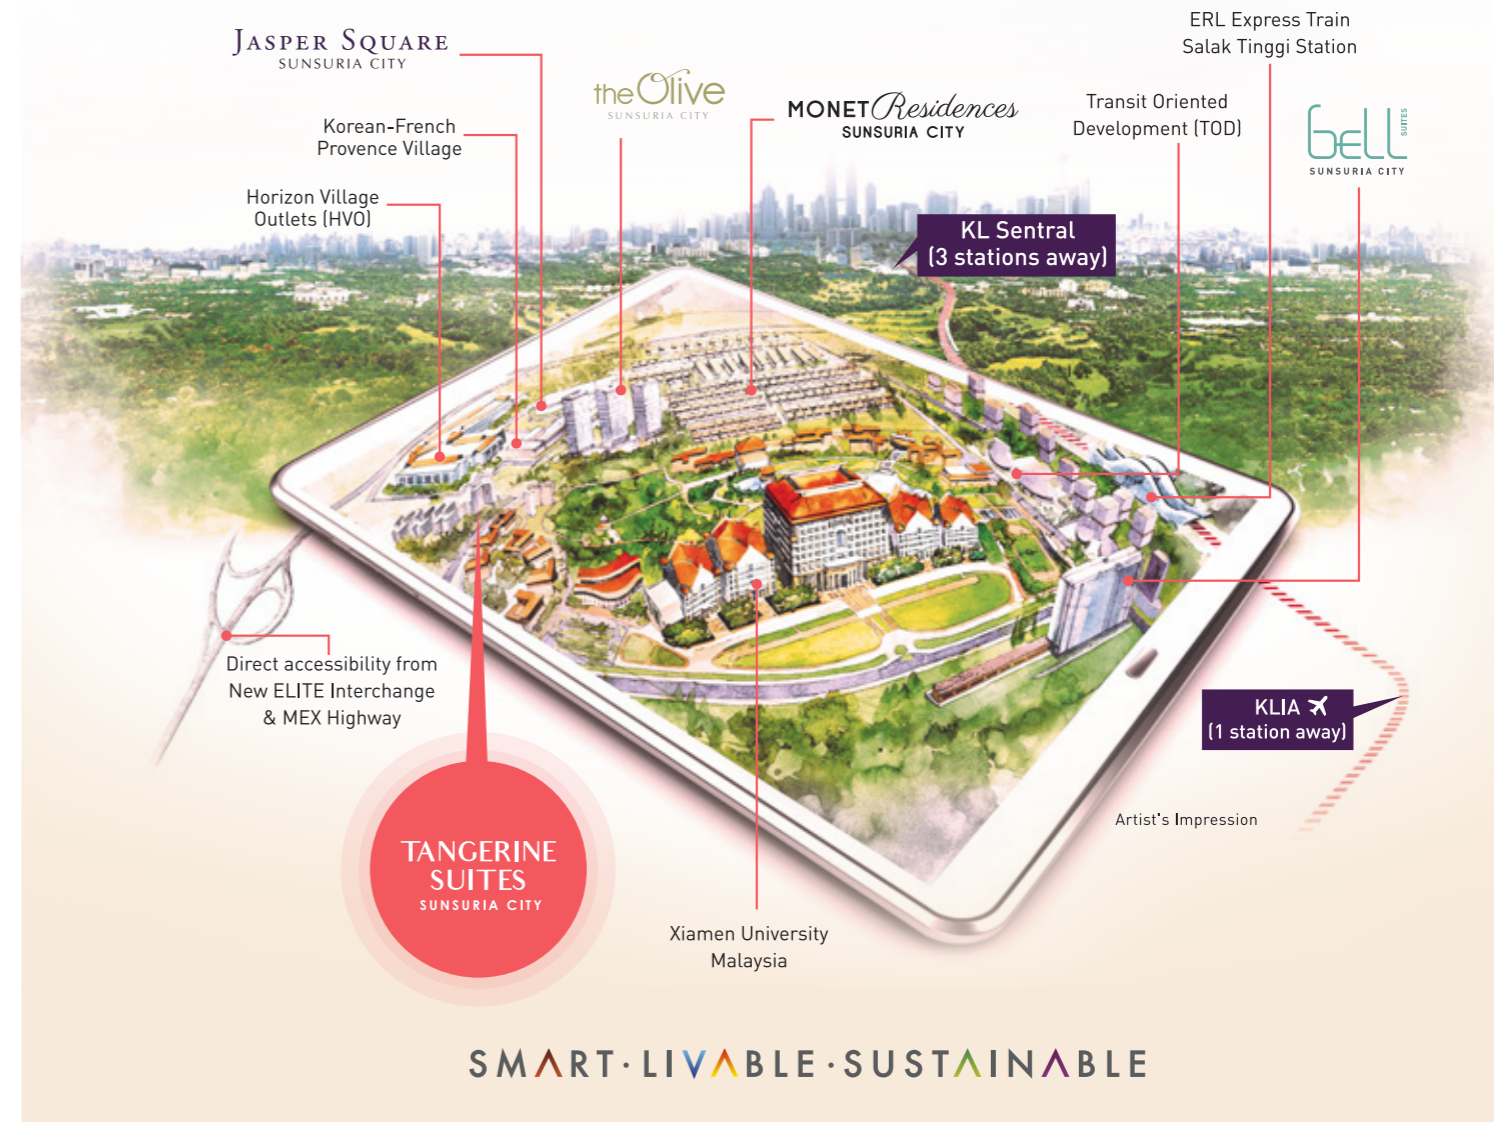 JASPER SQUARE
SUNSURIA CITY
Korean-French
Provence Village
Horizon Village
Outlets (HVO)
the Olive
SUNSURIA CITY
MONET Residences
SUNSURIA CITY
ERL Express Train
Salak Tinggi Station
Transit Oriented
Development (TOD)
bell
SUITES
SUNSURIA CITY
KL Sentral
(3 stations away)
Direct accessibility from
New ELITE Interchange
& MEX Highway
KLIA
(1 station away)
Artist's Impression
TANGERINE
SUITES
SUNSURIA CITY
Xiamen University
Malaysia
SMART·LIVABLE·SUSTAINABLE